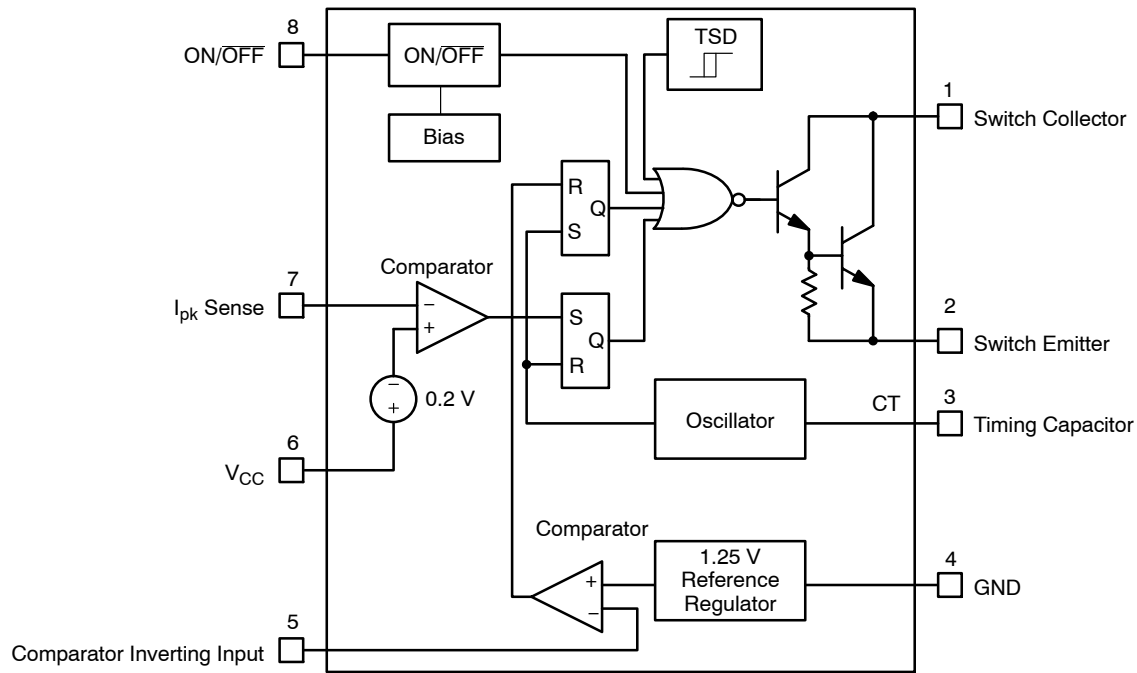 8
ON/OFF
ON/OFF
TSD
Bias
1
Switch Collector
R
Q
S
Comparator
7
Ipk Sense
−
+
S
Q
R
2
Switch Emitter
−
+
0.2 V
Oscillator
CT
3
Timing Capacitor
6
VCC
Comparator
1.25 V
Reference
Regulator
+
−
4
GND
5
Comparator Inverting Input